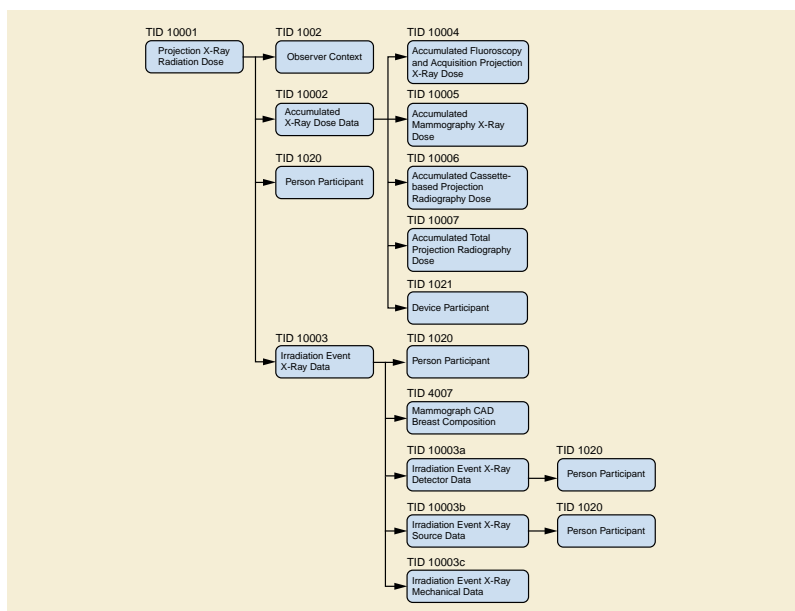 TID 10001
Projection X-Ray
Radiation Dose
TID 1002
Observer Context
TID 10002
Accumulated
X-Ray Dose Data
TID 1020
Person Participant
TID 10004
Accumulated Fluoroscopy
and Acquisition Projection
X-Ray Dose
TID 10005
Accumulated
Mammography X-Ray
Dose
TID 10006
Accumulated Cassette-
based Projection
Radiography Dose
TID 10007
Accumulated Total
Projection Radiography
Dose
TID 1021
Device Participant
TID 10003
Irradiation Event
X-Ray Data
TID 1020
Person Participant
TID 4007
Mammograph CAD
Breast Composition
TID 10003a
Irradiation Event X-Ray
Detector Data
TID 1020
Person Participant
TID 10003b
Irradiation Event X-Ray
Source Data
TID 1020
Person Participant
TID 10003c
Irradiation Event X-Ray
Mechanical Data